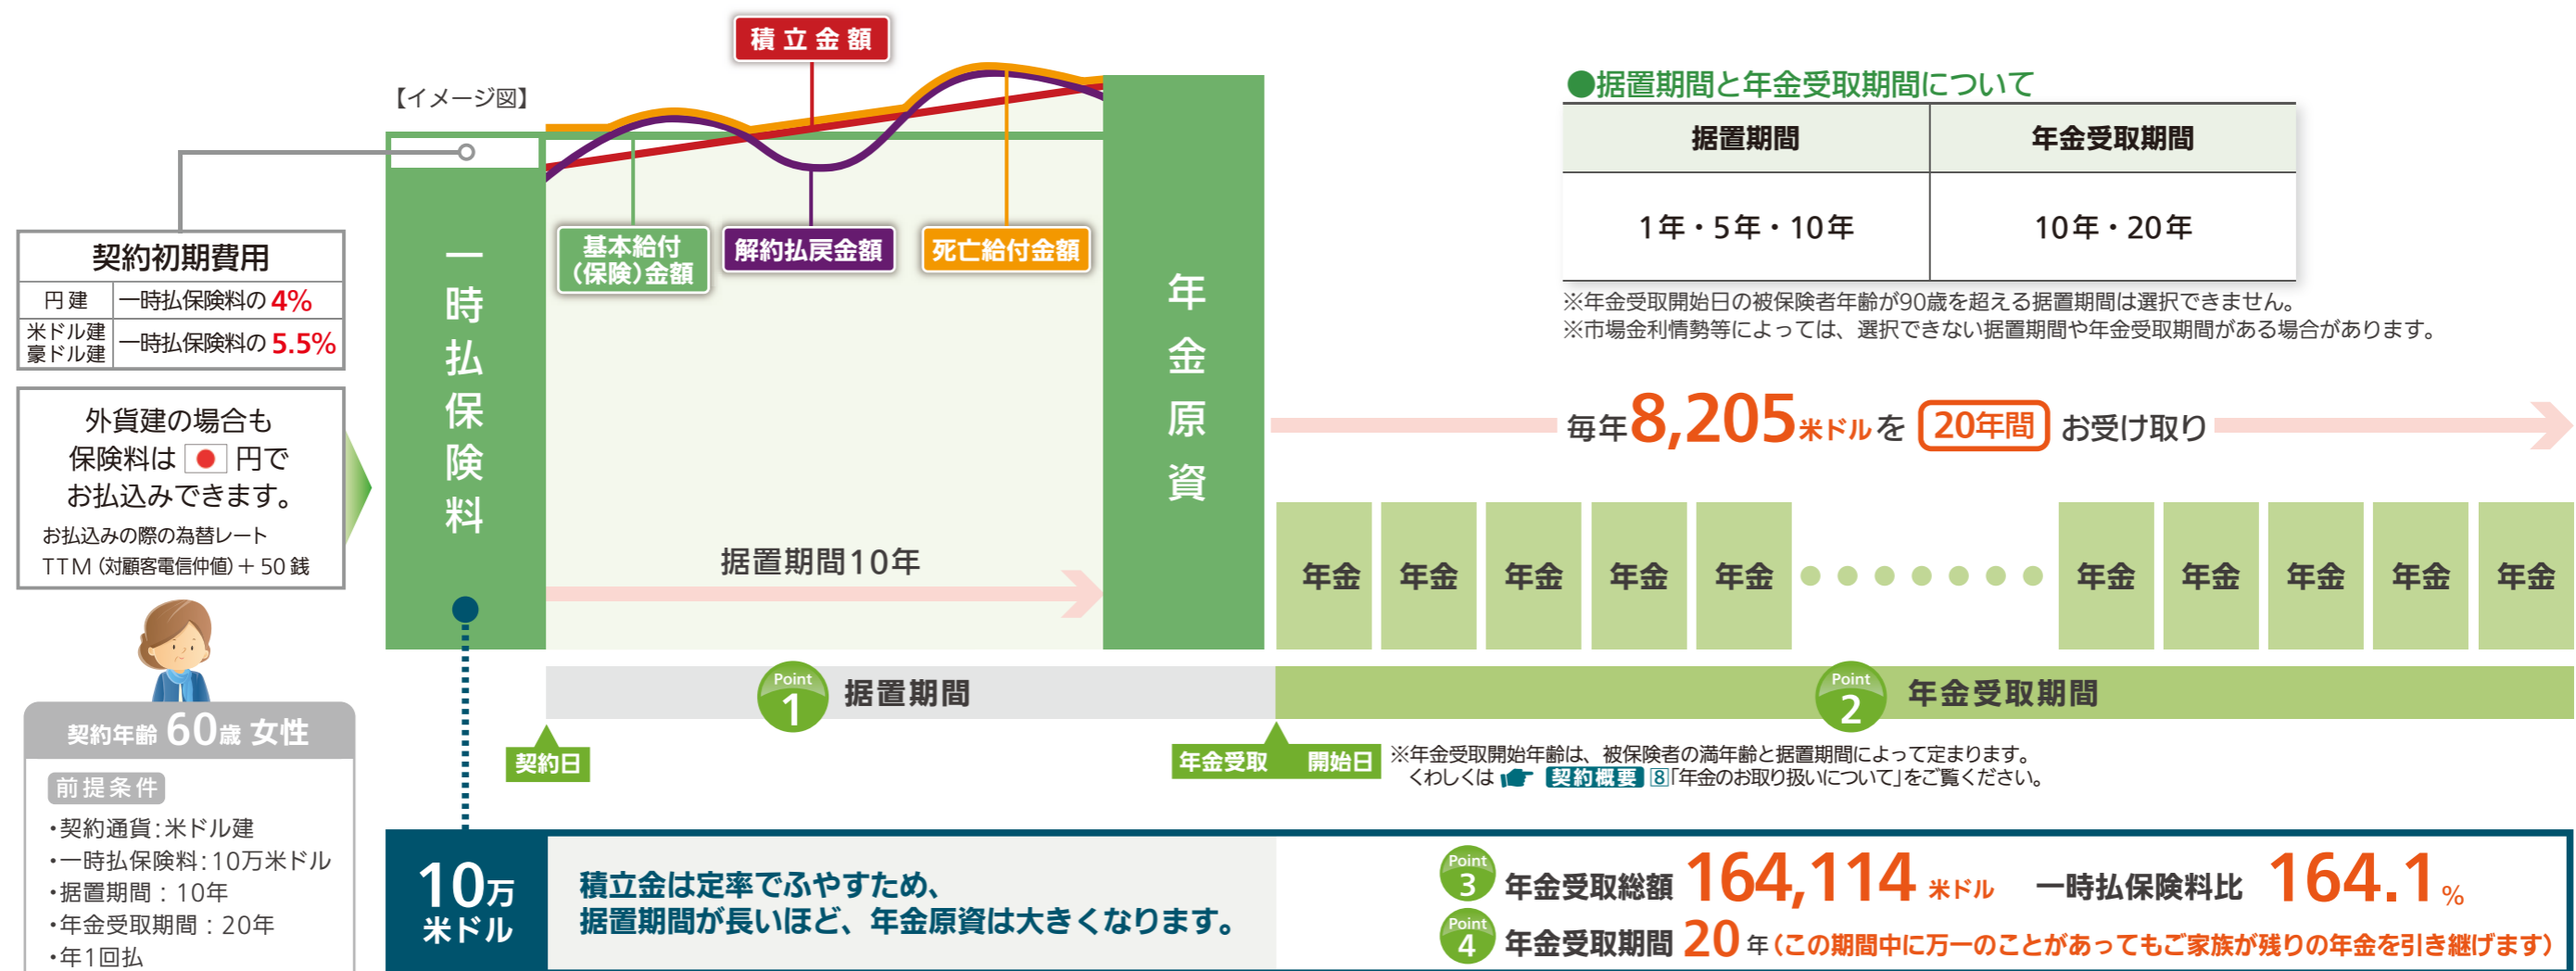 【イメージ図】
積立金額
基本給付
(保険)金額
解約払戻金額
死亡給付金額
契約初期費用
円建 一時払保険料の 4%
米ドル建
豪ドル建
一時払保険料の 5.5%
外貨建の場合も
保険料は 円で
お払込みできます。
お払込みの際の為替レート
TTM(対顧客電信仲値)+50銭
一時払保険料
据置期間10年
年金原資
●据置期間と年金受取期間について
据置期間 年金受取期間
1年・5年・10年 10年・20年
※年金受取開始日の被保険者年齢が90歳を超える据置期間は選択できません。
※市場金利情勢等によっては、選択できない据置期間や年金受取期間がある場合があります。
毎年8,205米ドルを 20年間 お受け取り
年金 年金 年金 年金 年金 年金 年金 年金 年金 年金
Point 1 据置期間
Point 2 年金受取期間
契約日
年金受取 開始日
※年金受取開始年齢は、被保険者の満年齢と据置期間によって定まります。
くわしくは 契約概要 8「年金のお取り扱いについて」をご覧ください。
契約年齢 60歳 女性
前提条件
・契約通貨:米ドル建
・一時払保険料:10万米ドル
・据置期間:10年
・年金受取期間:20年
・年1回払
10万
米ドル
積立金は定率でふやすため、
据置期間が長いほど、年金原資は大きくなります。
Point 3 年金受取総額 164,114 米ドル 一時払保険料比 164.1%
Point 4 年金受取期間 20年(この期間中に万一のことがあってもご家族が残りの年金を引き継げます)